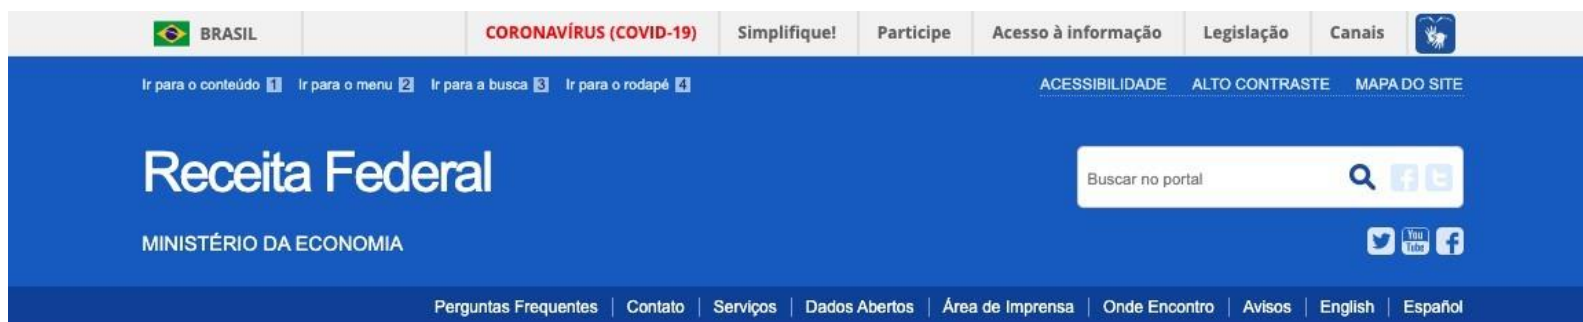 BRASIL CORONAVÍRUS (COVID-19) Simplifique! Participe Acesso à informação Legislação Canais
Ir para o conteúdo 1 Ir para o menu 2 Ir para a busca 3 Ir para o rodapé 4 ACESSIBILIDADE ALTO CONTRASTE MAPA DO SITE
Receita Federal
Buscar no portal
MINISTÉRIO DA ECONOMIA You Tube
Perguntas Frequentes | Contato | Serviços | Dados Abertos | Área de Imprensa | Onde Encontro | Avisos | English | Español